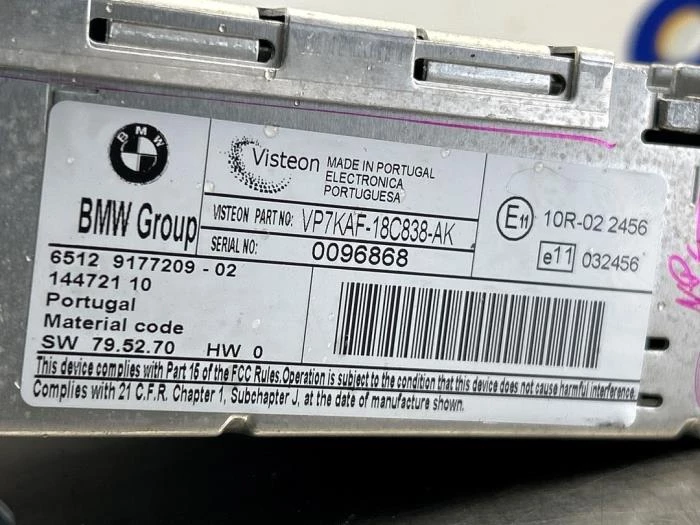 BMW
BMW Group
Visteon
MADE IN PORTUGAL
ELECTRONICA
PORTUGUESA
VISTEON PART NO: VP7KAF-18C838-AK
SERIAL NO: 0096868
E11 10R-02 2456
e11 032456
6512 9177209 - 02
144721 10
Portugal
Material code
SW 79.52.70 HW 0
This device complies with Part 16 of the FCC Rules.Operation is subject to the condition that this device does not cause harmful interference.
Complies with 21 C.F.R. Chapter 1, Subchapter J, at the date of manufacture shown.